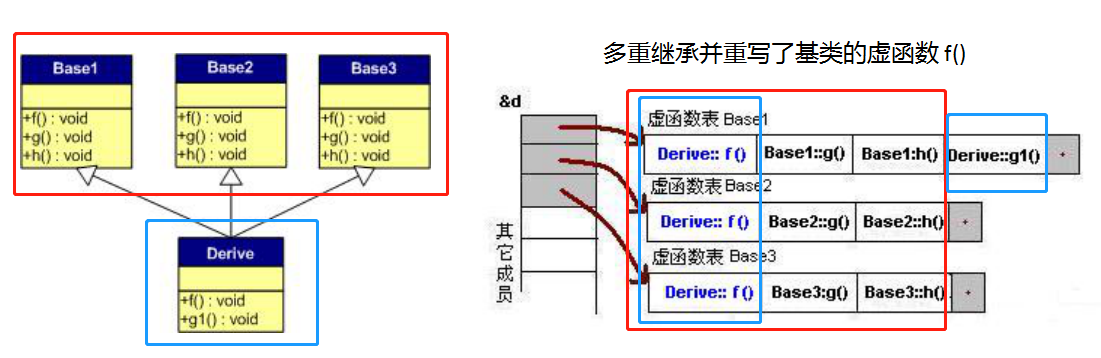 Base1
+f() : void
+g() : void
+h() : void
Base2
+f() : void
+g() : void
+h() : void
Base3
+f() : void
+g() : void
+h() : void
Derive
+f() : void
+g1() : void
多重继承并重写了基类的虚函数 f()
&d
其它成员
虚函数表 Base1
Derive:: f () Base1::g() Base1:h() Derive::g1()
虚函数表 Base2
Derive:: f () Base2::g() Base2::h()
虚函数表 Base3
Derive:: f () Base3:g() Base3::h()